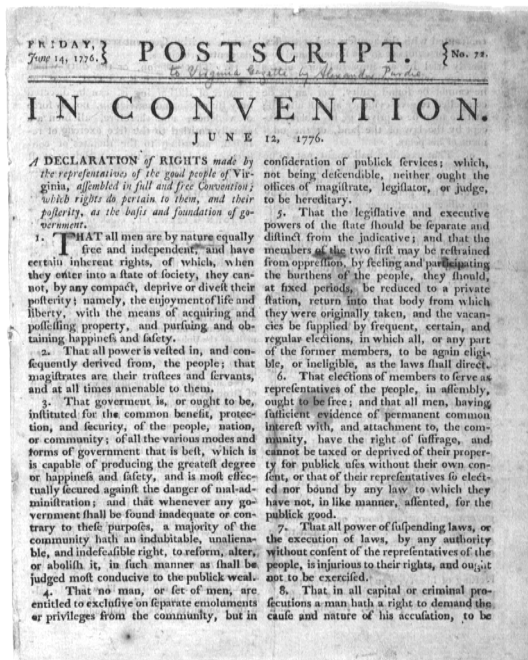 FRIDAY,
June 14, 1776.
POSTSCRIPT.
No. 72.
to Virginia Gazette by Alexander Purdie
IN CONVENTION.
JUNE 12, 1776.
A DECLARATION of RIGHTS made by
the representatives of the good people of Vir-
ginia, aſſembled in full and free Convention;
which rights do pertain to them, and their
poſterity, as the baſis and foundation of go-
vernment.
1. THAT all men are by nature equally
free and independent, and have
certain inherent rights, of which, when
they enter into a ſtate of ſociety, they can-
not, by any compact, deprive or diveſt their
poſterity; namely, the enjoyment of life and
liberty, with the means of acquiring and
poſſeſſing property, and purſuing and ob-
taining happineſs and ſafety.
2. That all power is veſted in, and con-
ſequently derived from, the people; that
magiſtrates are their truſtees and ſervants,
and at all times amenable to them.
3. That goverment is, or ought to be,
inſtituted for the common benefit, protec-
tion, and ſecurity, of the people, nation,
or community; of all the various modes and
forms of government that is beſt, which is
is capable of producing the greateſt degree
or happineſs and ſafety, and is moſt effec-
tually ſecured againſt the danger of mal-ad-
miniſtration; and that whenever any go-
vernment ſhall be found inadequate or con-
trary to theſe purpoſes, a majority of the
community hath an indubitable, unaliena-
ble, and indefeaſible right, to reform, alter,
or aboliſh it, in ſuch manner as ſhall be
judged moſt conducive to the publick weal.
4. That no man, or ſet of men, are
entitled to excluſive on ſeparate emoluments
or privileges from the community, but in
conſideration of publick ſervices; which,
not being deſcendible, neither ought the
offices of magiſtrate, legiſlator, or judge,
to be hereditary.
5. That the legiſlative and executive
powers of the ſtate ſhould be ſeparate and
diſtinct from the judicative; and that the
members of the two firſt may be reſtrained
from oppreſſion, by feeling and participating
the burthens of the people, they ſhould,
at fixed periods, be reduced to a private
ſtation, return into that body from which
they were originally taken, and the vacan-
cies be ſupplied by frequent, certain, and
regular elections, in which all, or any part
of the former members, to be again eligi-
ble, or ineligible, as the laws ſhall direct.
6. That elections of members to ſerve as
repreſentatives of the people, in aſſembly,
ought to be free; and that all men, having
ſufficient evidence of permanent common
intereſt with, and attachment to, the com-
munity, have the right of ſuffrage, and
cannot be taxed or deprived of their proper-
ty for publick uſes without their own con-
ſent, or that of their repreſentatives ſo elect-
ed nor bound by any law to which they
have not, in like manner, aſſented, for the
publick good.
7. That all power of ſuſpending laws, or
the execution of laws, by any authority
without conſent of the repreſentatives of the
people, is injurious to their rights, and ought
not to be exerciſed.
8. That in all capital or criminal pro-
ſecutions a man hath a right to demand the
cauſe and nature of his accuſation, to be